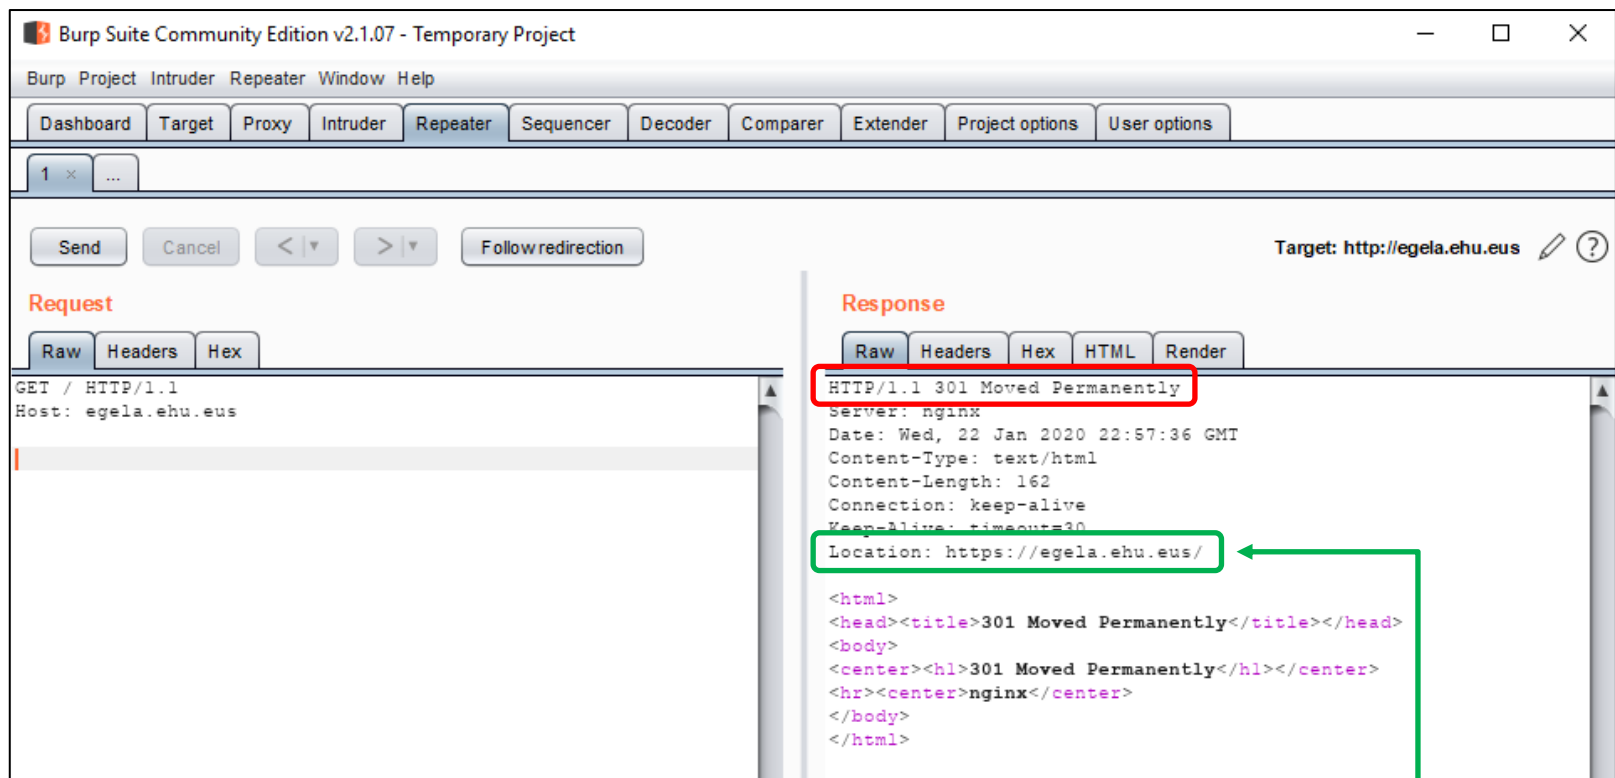 Burp Suite Community Edition v2.1.07 - Temporary Project
Burp Project Intruder Repeater Window Help
Dashboard Target Proxy Intruder Repeater Sequencer Decoder Comparer Extender Project options User options
1 × ...
Send Cancel < | ▼ > | ▼ Follow redirection Target: http://egela.ehu.eus ?
Request
Raw Headers Hex
GET / HTTP/1.1
Host: egela.ehu.eus
Response
Raw Headers Hex HTML Render
HTTP/1.1 301 Moved Permanently
Server: nginx
Date: Wed, 22 Jan 2020 22:57:36 GMT
Content-Type: text/html
Content-Length: 162
Connection: keep-alive
Keep-Alive: timeout=30
Location: https://egela.ehu.eus/
<html>
<head><title>301 Moved Permanently</title></head>
<body>
<center><h1>301 Moved Permanently</h1></center>
<hr><center>nginx</center>
</body>
</html>